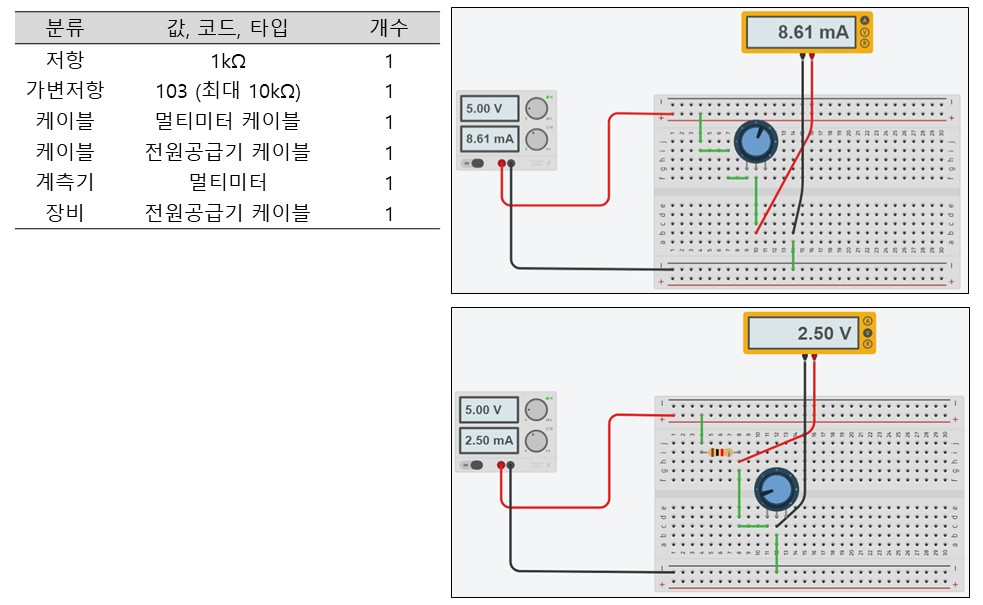 분류 값, 코드, 타입 개수
저항 1kΩ 1
가변저항 103 (최대 10kΩ) 1
케이블 멀티미터 케이블 1
케이블 전원공급기 케이블 1
계측기 멀티미터 1
장비 전원공급기 케이블 1
8.61 mA
A
V
R
5.00 V
8.61 mA
2.50 V
A
V
R
5.00 V
2.50 mA